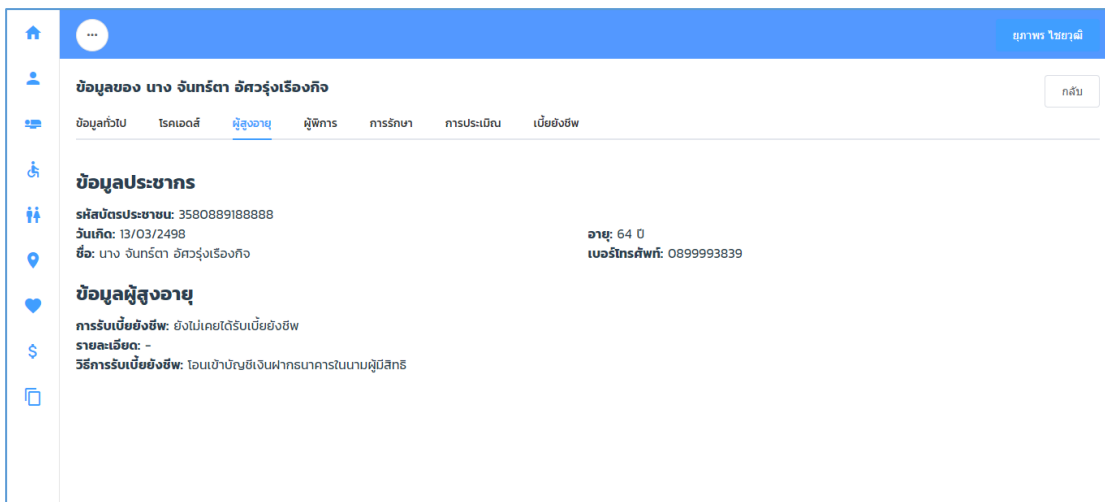 ...
ยุภาพร ไชยวุฒิ
ข้อมูลของ นาง จันทร์ตา อัศวรุ่งเรืองกิจ
กลับ
ข้อมูลทั่วไป โรคเอดส์ ผู้สูงอายุ ผู้พิการ การรักษา การประเมิณ เบี้ยยังชีพ
ข้อมูลประชากร
รหัสบัตรประชาชน: 3580889188888
วันเกิด: 13/03/2498 อายุ: 64 ปี
ชื่อ: นาง จันทร์ตา อัศวรุ่งเรืองกิจ เบอร์โทรศัพท์: 0899993839
ข้อมูลผู้สูงอายุ
การรับเบี้ยยังชีพ: ยังไม่เคยได้รับเบี้ยยังชีพ
รายละเอียด: -
วิธีการรับเบี้ยยังชีพ: โอนเข้าบัญชีเงินฝากธนาคารในนามผู้มีสิทธิ